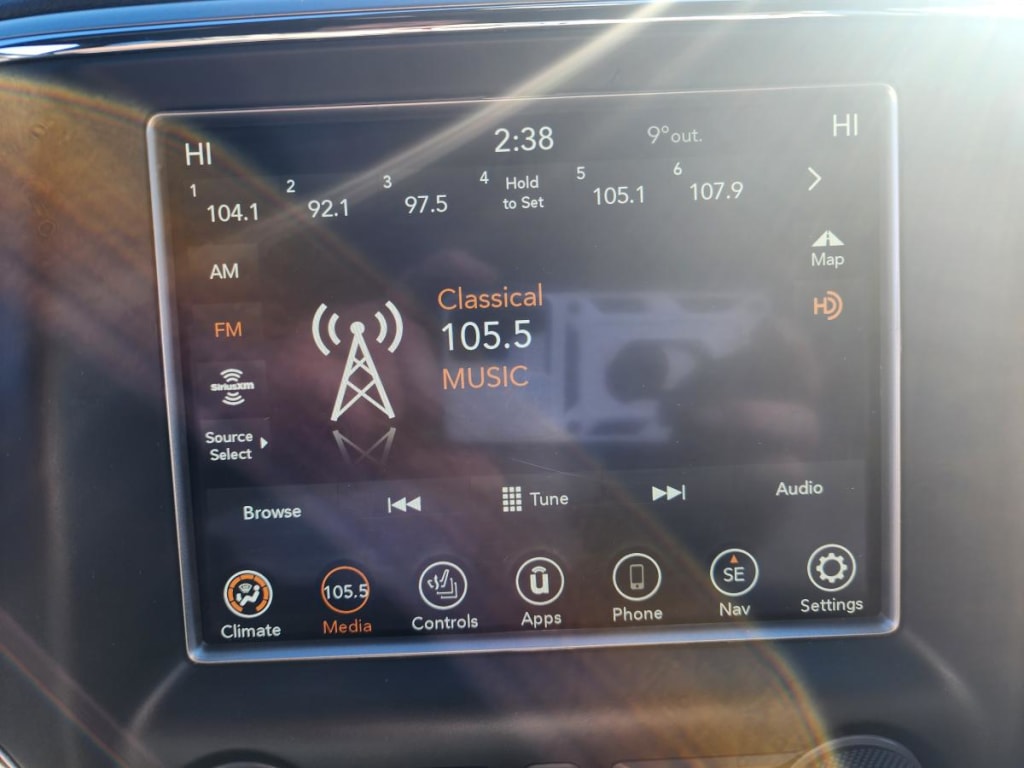 HI 2:38 9°out. HI
1 104.1 2 92.1 3 97.5 4 Hold to Set 5 105.1 6 107.9
AM
Map
FM
HD
Classical
105.5
MUSIC
SiriusXM
Source
Select
Browse Tune Audio
105.5 SE
Climate Media Controls Apps Phone Nav Settings